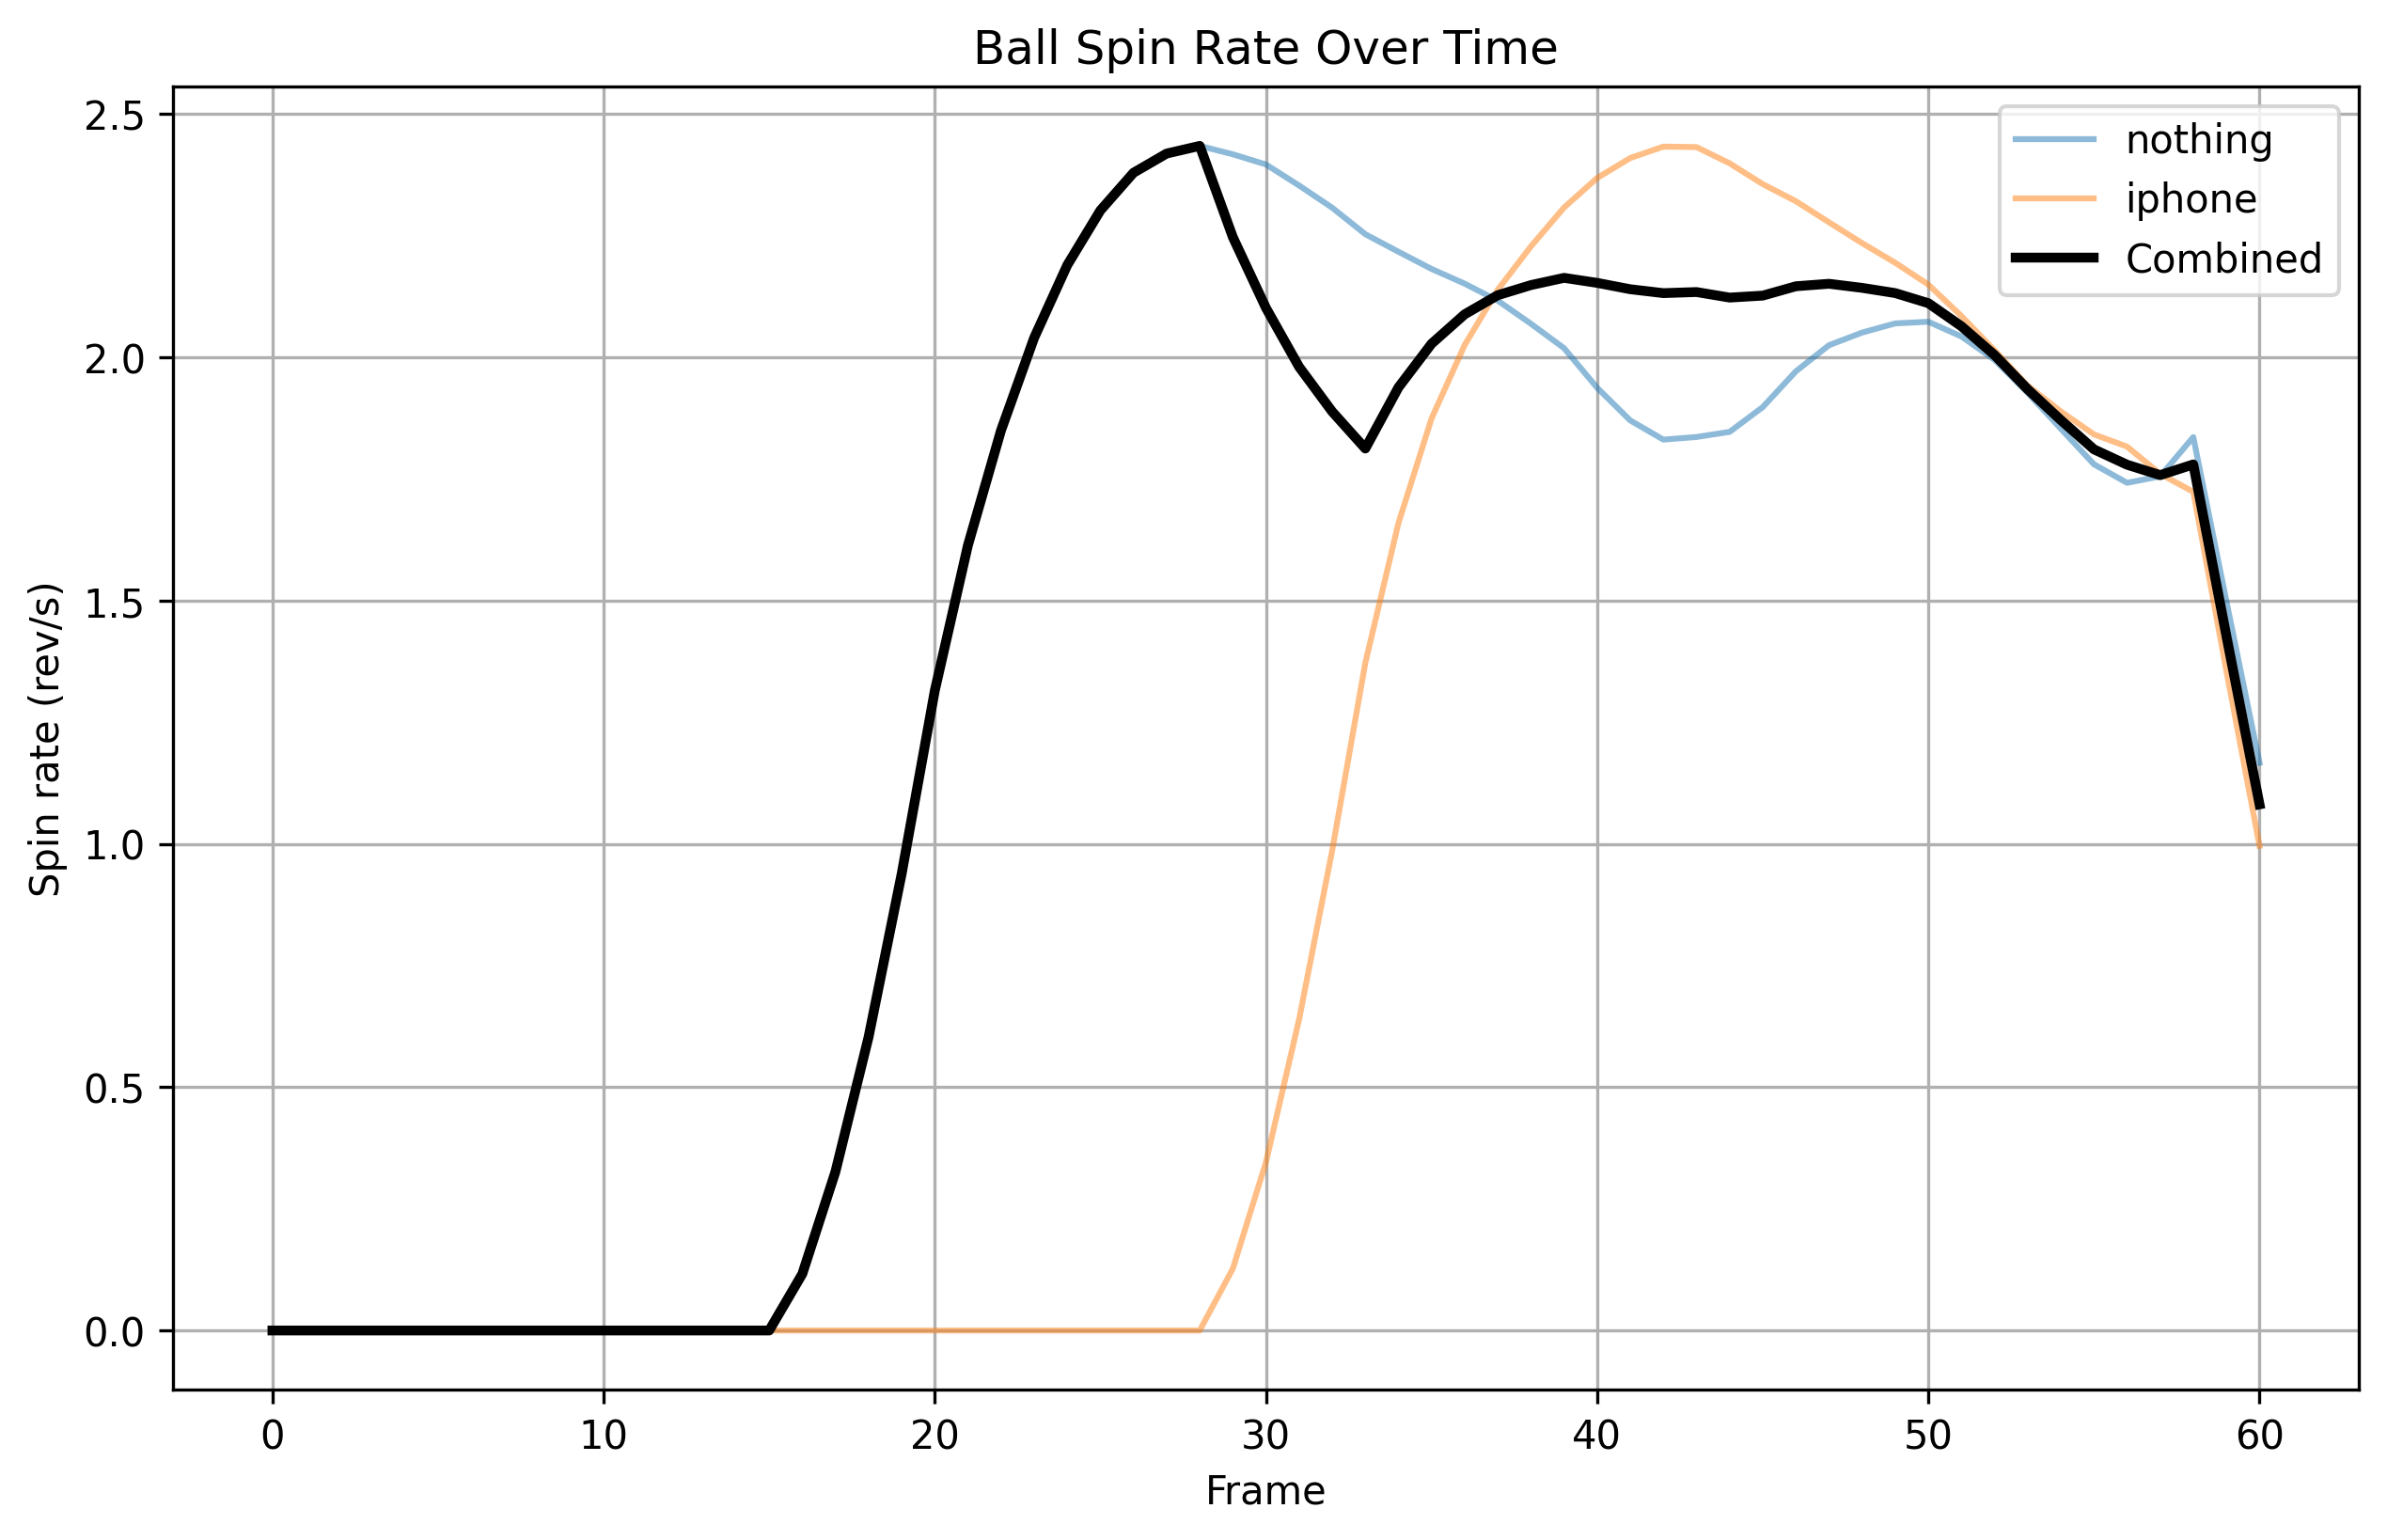 Ball Spin Rate Over Time
nothing
iphone
Combined
Spin rate (rev/s)
2.5
2.0
1.5
1.0
0.5
0.0
0 10 20 30 40 50 60
Frame